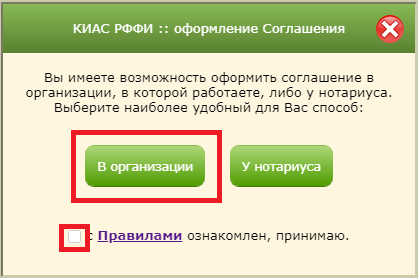 КИАС РФФИ :: оформление Соглашения
Вы имеете возможность оформить соглашение в
организации, в которой работаете, либо у нотариуса.
Выберите наиболее удобный для Вас способ:
В организации У нотариуса
с Правилами ознакомлен, принимаю.